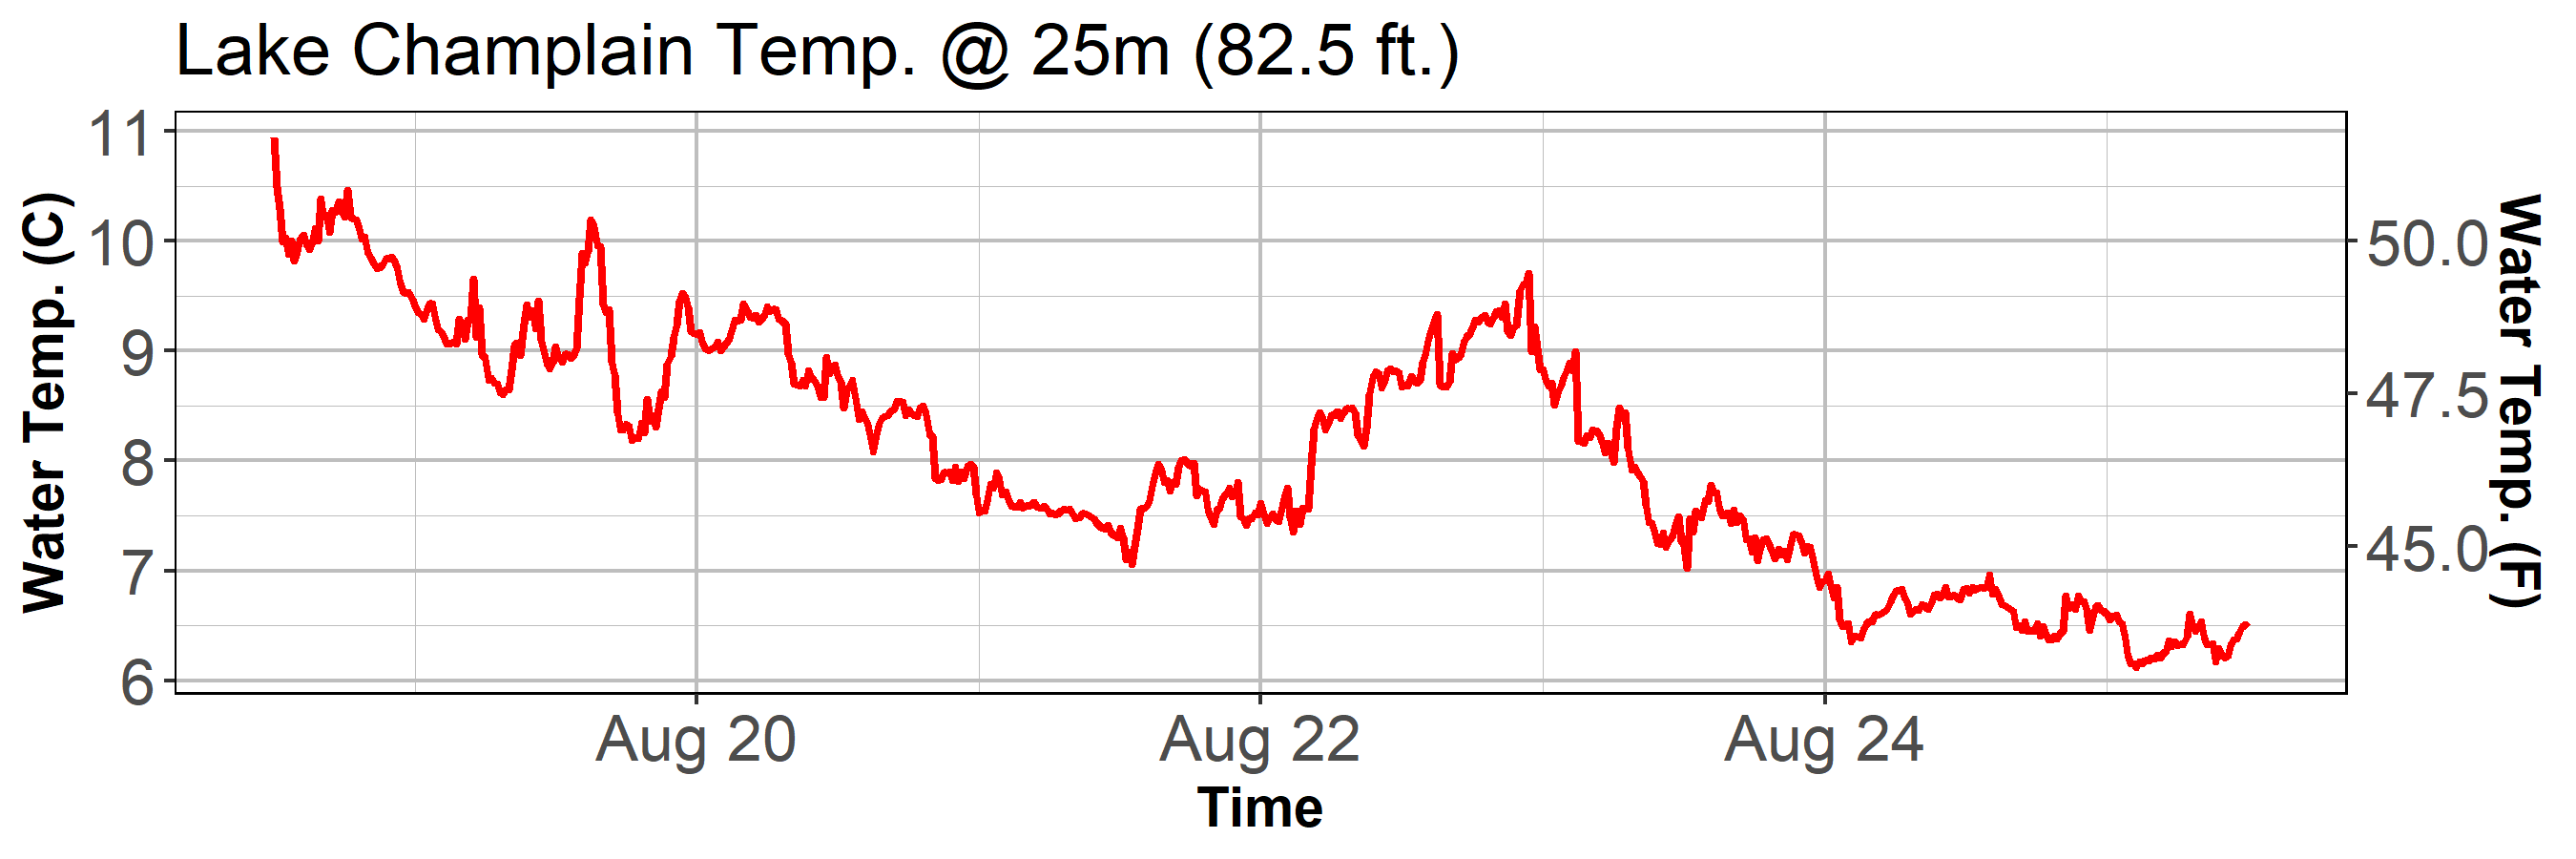 Lake Champlain Temp. @ 25m (82.5 ft.)
Water Temp. (C)
11
10
9
8
7
6
50.0
47.5
45.0
Water Temp. (F)
Aug 20 Aug 22 Aug 24
Time